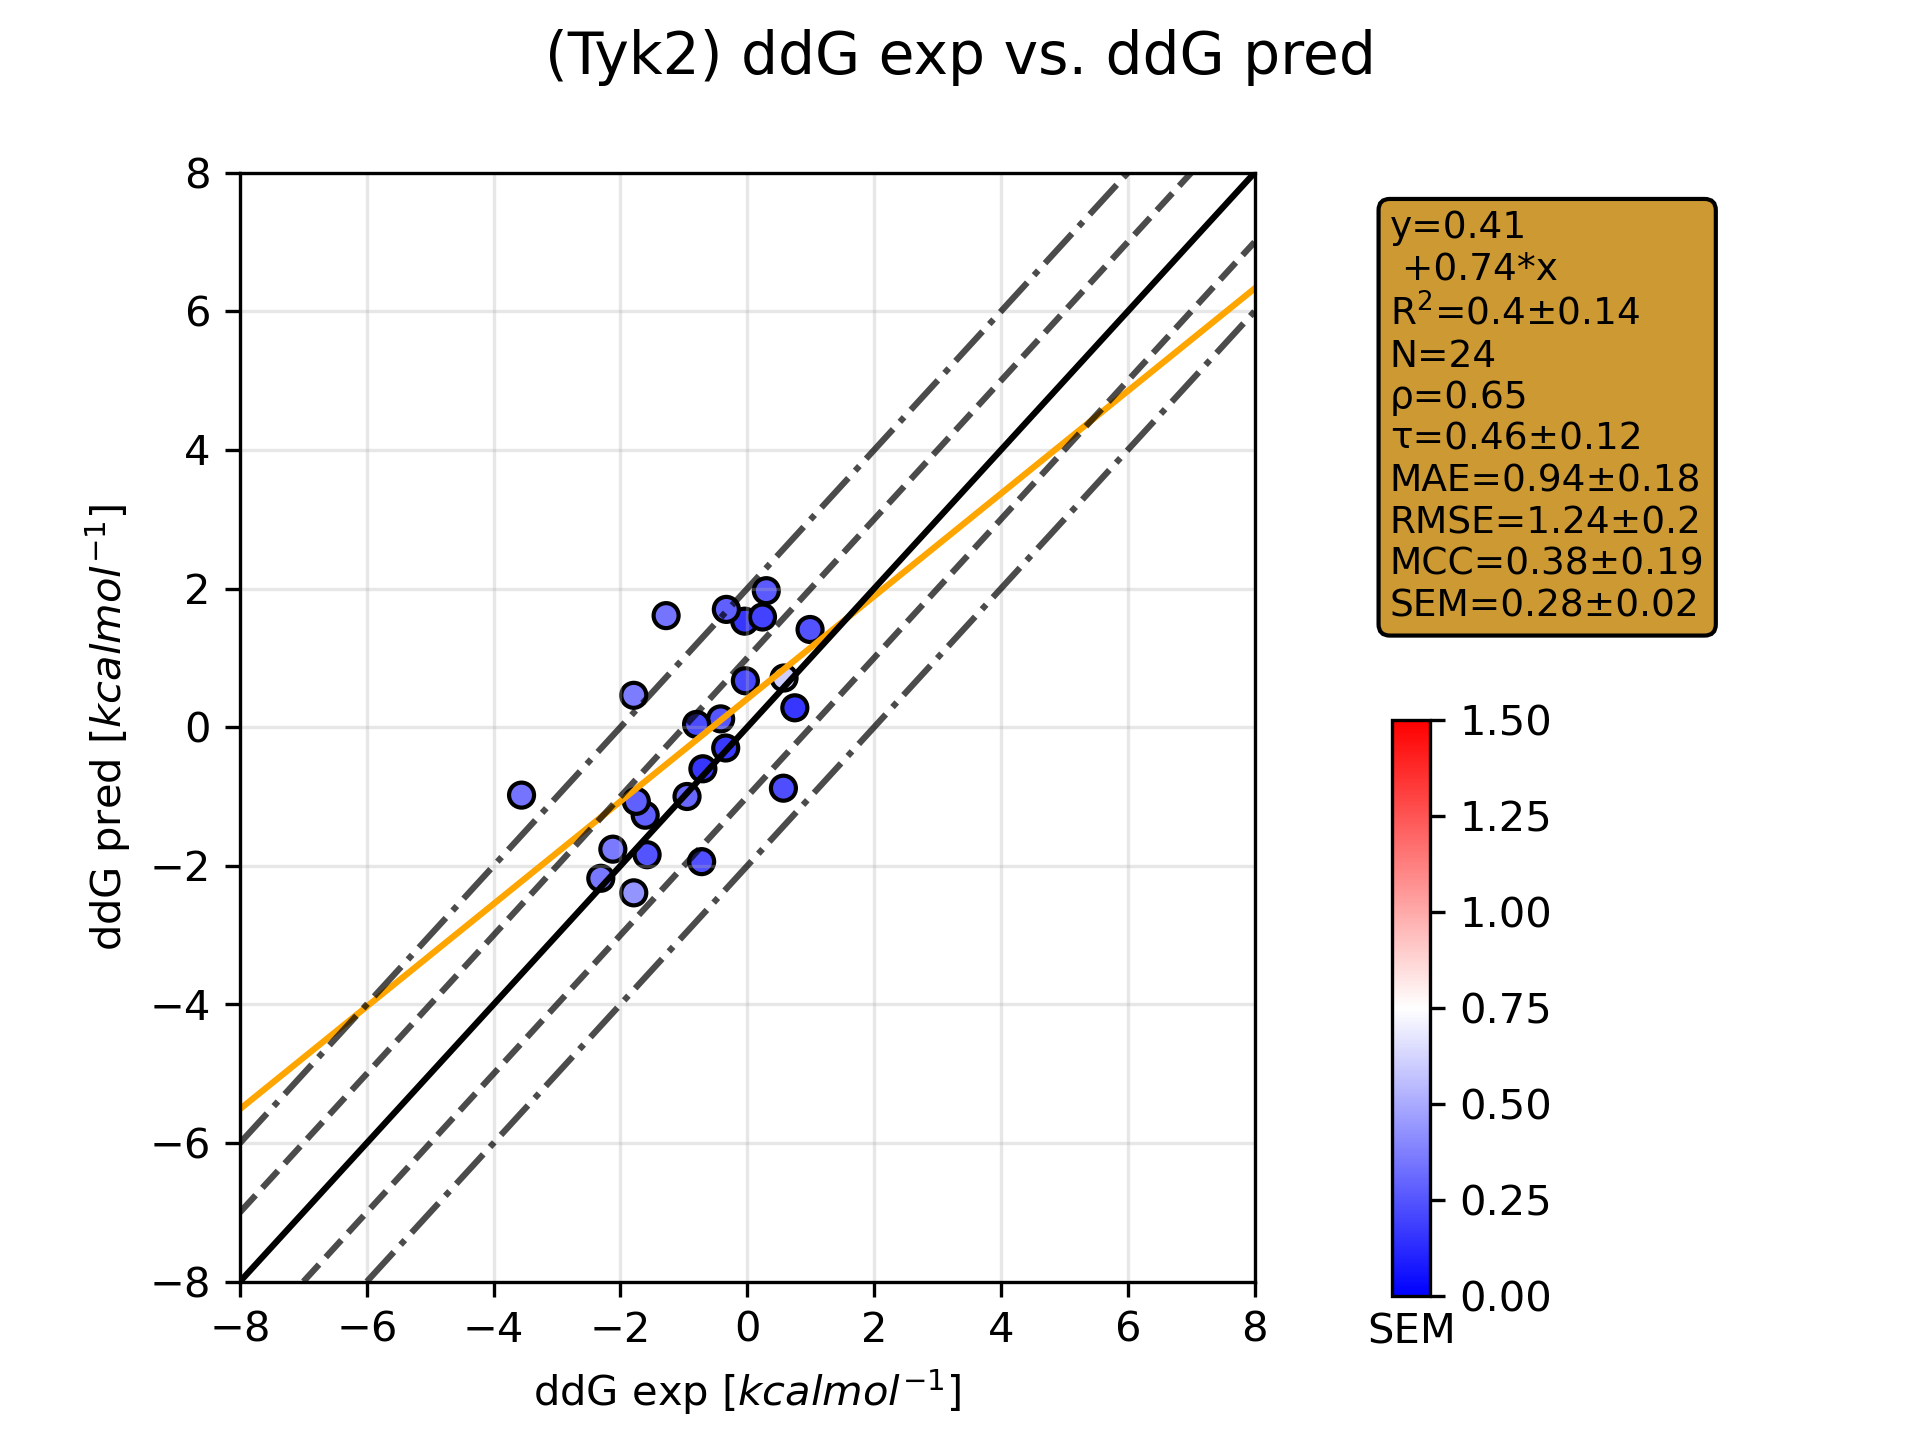 (Tyk2) ddG exp vs. ddG pred
8
6
4
2
0
−2
−4
−6
−8
ddG pred [kcalmol⁻¹]
−8 −6 −4 −2 0 2 4 6 8
ddG exp [kcalmol⁻¹]
y=0.41
+0.74*x
R²=0.4±0.14
N=24
ρ=0.65
τ=0.46±0.12
MAE=0.94±0.18
RMSE=1.24±0.2
MCC=0.38±0.19
SEM=0.28±0.02
1.50
1.25
1.00
0.75
0.50
0.25
0.00
SEM